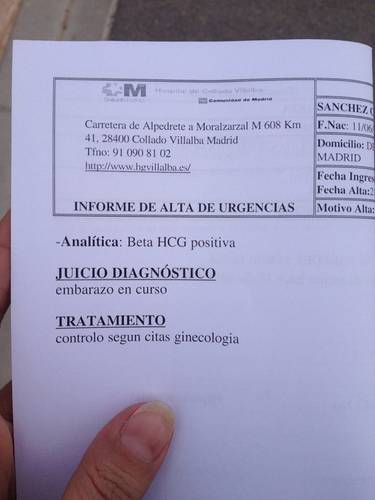 M
Hospital de Collado Villalba
Comunidad de Madrid
Carretera de Alpedrete a Moralzarzal M 608 Km
41, 28400 Collado Villalba Madrid
Tfno: 91 090 81 02
http://www.hgvillalba.es/
INFORME DE ALTA DE URGENCIAS
SANCHEZ
F.Nac: 11/06
Domicilio:
MADRID
Fecha Ingres
Fecha Alta:2
Motivo Alta:
-Analítica: Beta HCG positiva
JUICIO DIAGNÓSTICO
embarazo en curso
TRATAMIENTO
controlo segun citas ginecologia